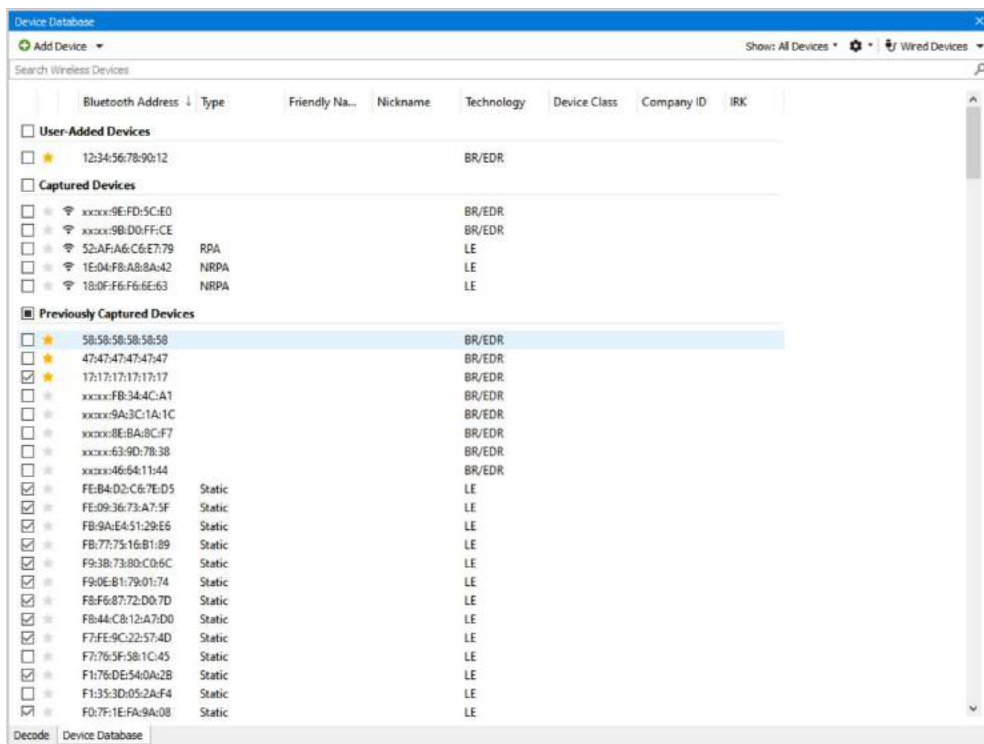 Device Database
Add Device Show: All Devices Wired Devices
Search Wireless Devices
Bluetooth Address Type Friendly Na... Nickname Technology Device Class Company ID IRK
User-Added Devices
12:34:56:78:90:12 BR/EDR
Captured Devices
xx:xx:9E:FD:5C:E0 BR/EDR
xx:xx:9B:D0:FF:CE BR/EDR
52:AF:A6:C6:E7:79 RPA LE
1E:04:F8:A8:8A:42 NRPA LE
18:0F:F6:F6:6E:63 NRPA LE
Previously Captured Devices
58:58:58:58:58:58 BR/EDR
47:47:47:47:47:47 BR/EDR
17:17:17:17:17:17 BR/EDR
xx:xx:FB:34:4C:A1 BR/EDR
xx:xx:9A:3C:1A:1C BR/EDR
xx:xx:8E:BA:8C:F7 BR/EDR
xx:xx:63:9D:78:38 BR/EDR
xx:xx:46:64:11:44 BR/EDR
FE:B4:D2:C6:7E:D5 Static LE
FE:09:36:73:A7:5F Static LE
FB:9A:E4:51:29:E6 Static LE
FB:77:75:16:B1:89 Static LE
F9:38:73:80:C0:6C Static LE
F9:0E:B1:79:01:74 Static LE
F8:F6:87:72:D0:7D Static LE
F8:44:C8:12:A7:D0 Static LE
F7:FE:9C:22:57:4D Static LE
F7:76:5F:58:1C:45 Static LE
F1:76:DE:54:0A:2B Static LE
F1:35:3D:05:2A:F4 Static LE
F0:7F:1E:FA:9A:08 Static LE
Decode Device Database